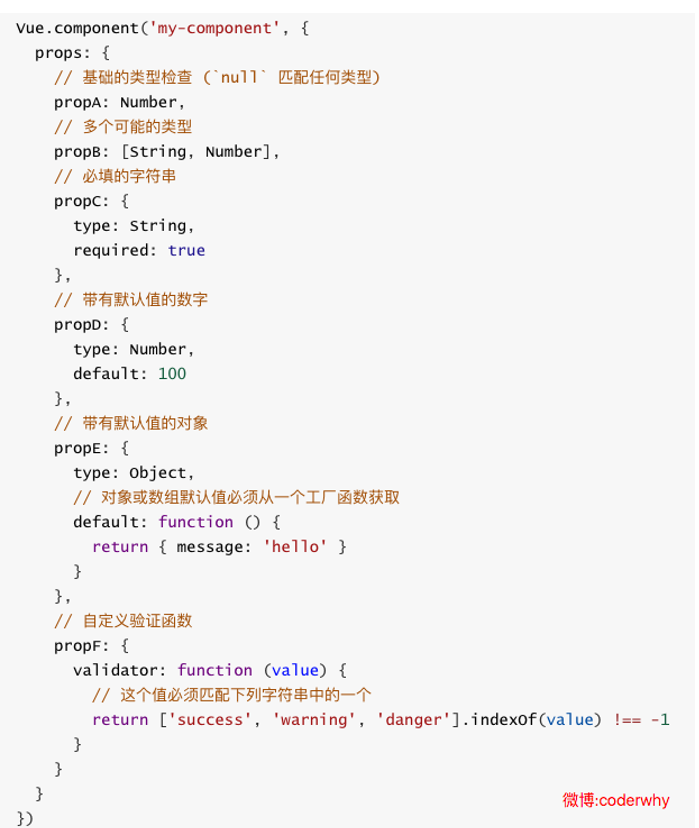 Vue.component('my-component', {
  props: {
    // 基础的类型检查 (`null` 匹配任何类型)
    propA: Number,
    // 多个可能的类型
    propB: [String, Number],
    // 必填的字符串
    propC: {
      type: String,
      required: true
    },
    // 带有默认值的数字
    propD: {
      type: Number,
      default: 100
    },
    // 带有默认值的对象
    propE: {
      type: Object,
      // 对象或数组默认值必须从一个工厂函数获取
      default: function () {
        return { message: 'hello' }
      }
    },
    // 自定义验证函数
    propF: {
      validator: function (value) {
        // 这个值必须匹配下列字符串中的一个
        return ['success', 'warning', 'danger'].indexOf(value) !== -1
      }
    }
  }
微博:coderwhy
})